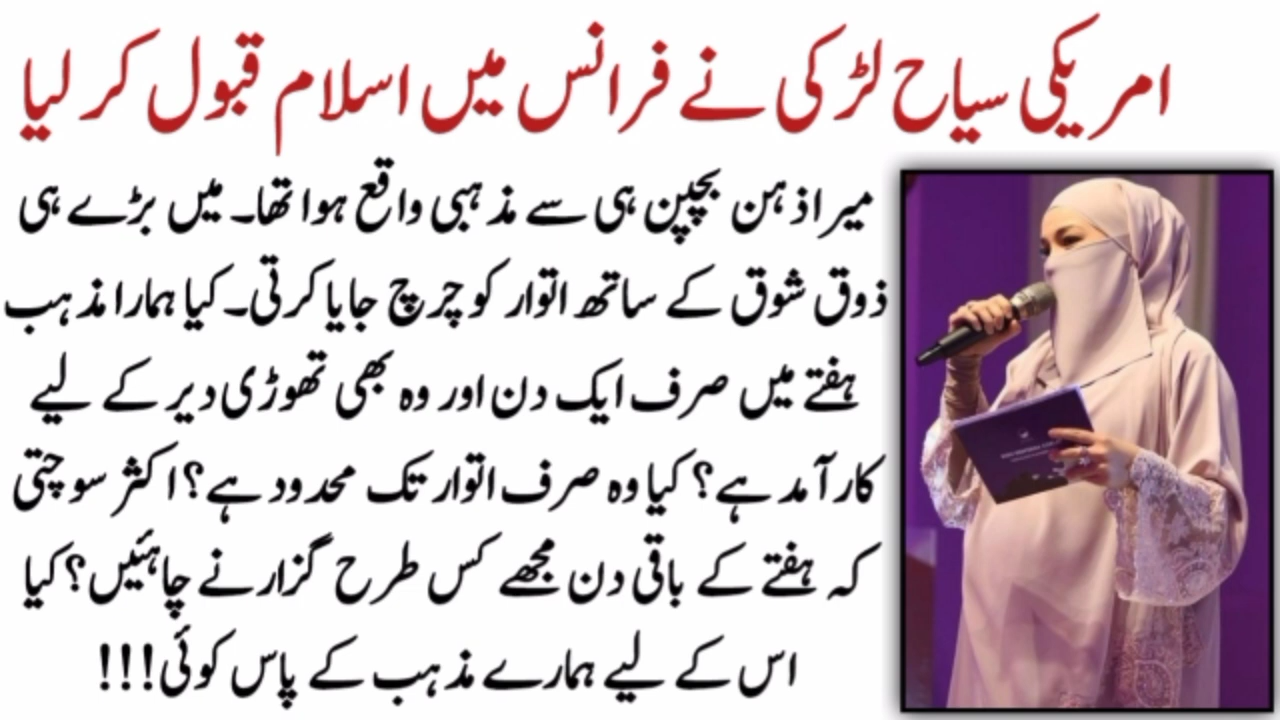 امریکی سیاح لڑکی نے فرانس میں اسلام قبول کر لیا
میرا ذہن بچپن ہی سے مذہبی واقع ہوا تھا۔ میں بڑے ہی
ذوق شوق کے ساتھ اتوار کو چرچ جایا کرتی۔ کیا ہمارا مذہب
ہفتے میں صرف ایک دن اور وہ بھی تھوڑی دیر کے لیے
کارآمد ہے؟ کیا وہ صرف اتوار تک محدود ہے؟ اکثر سوچتی
کہ ہفتے کے باقی دن مجھے کس طرح گزارنے چاہئیں؟ کیا
اس کے لیے ہمارے مذہب کے پاس کوئی!!!